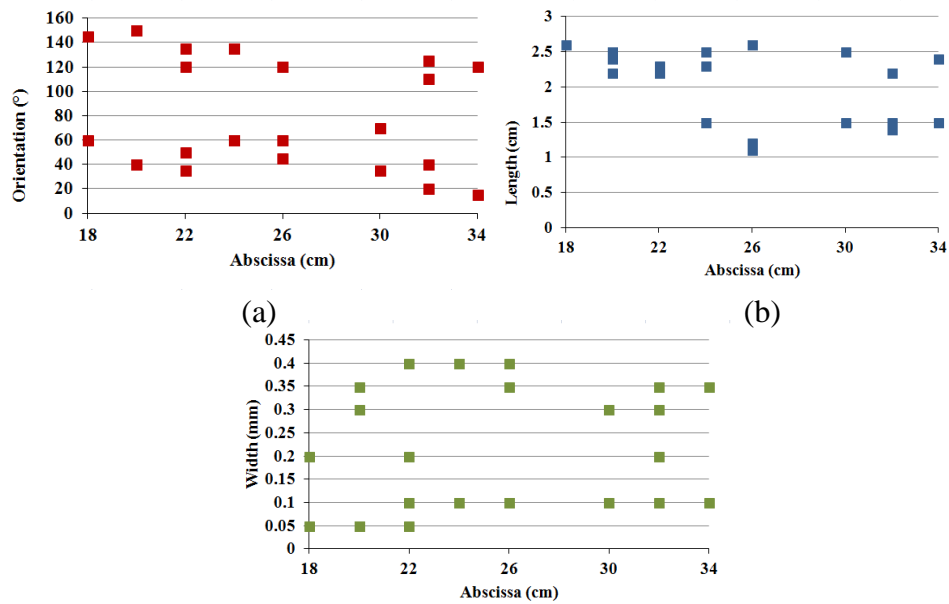 160
140
120
100
80
60
40
20
0
Orientation (°)
18 22 26 30 34
Abscissa (cm)
3
2.5
2
1.5
1
0.5
0
Length (cm)
18 22 26 30 34
Abscissa (cm)
(a) (b)
0.45
0.4
0.35
0.3
0.25
0.2
0.15
0.1
0.05
0
Width (mm)
18 22 26 30 34
Abscissa (cm)